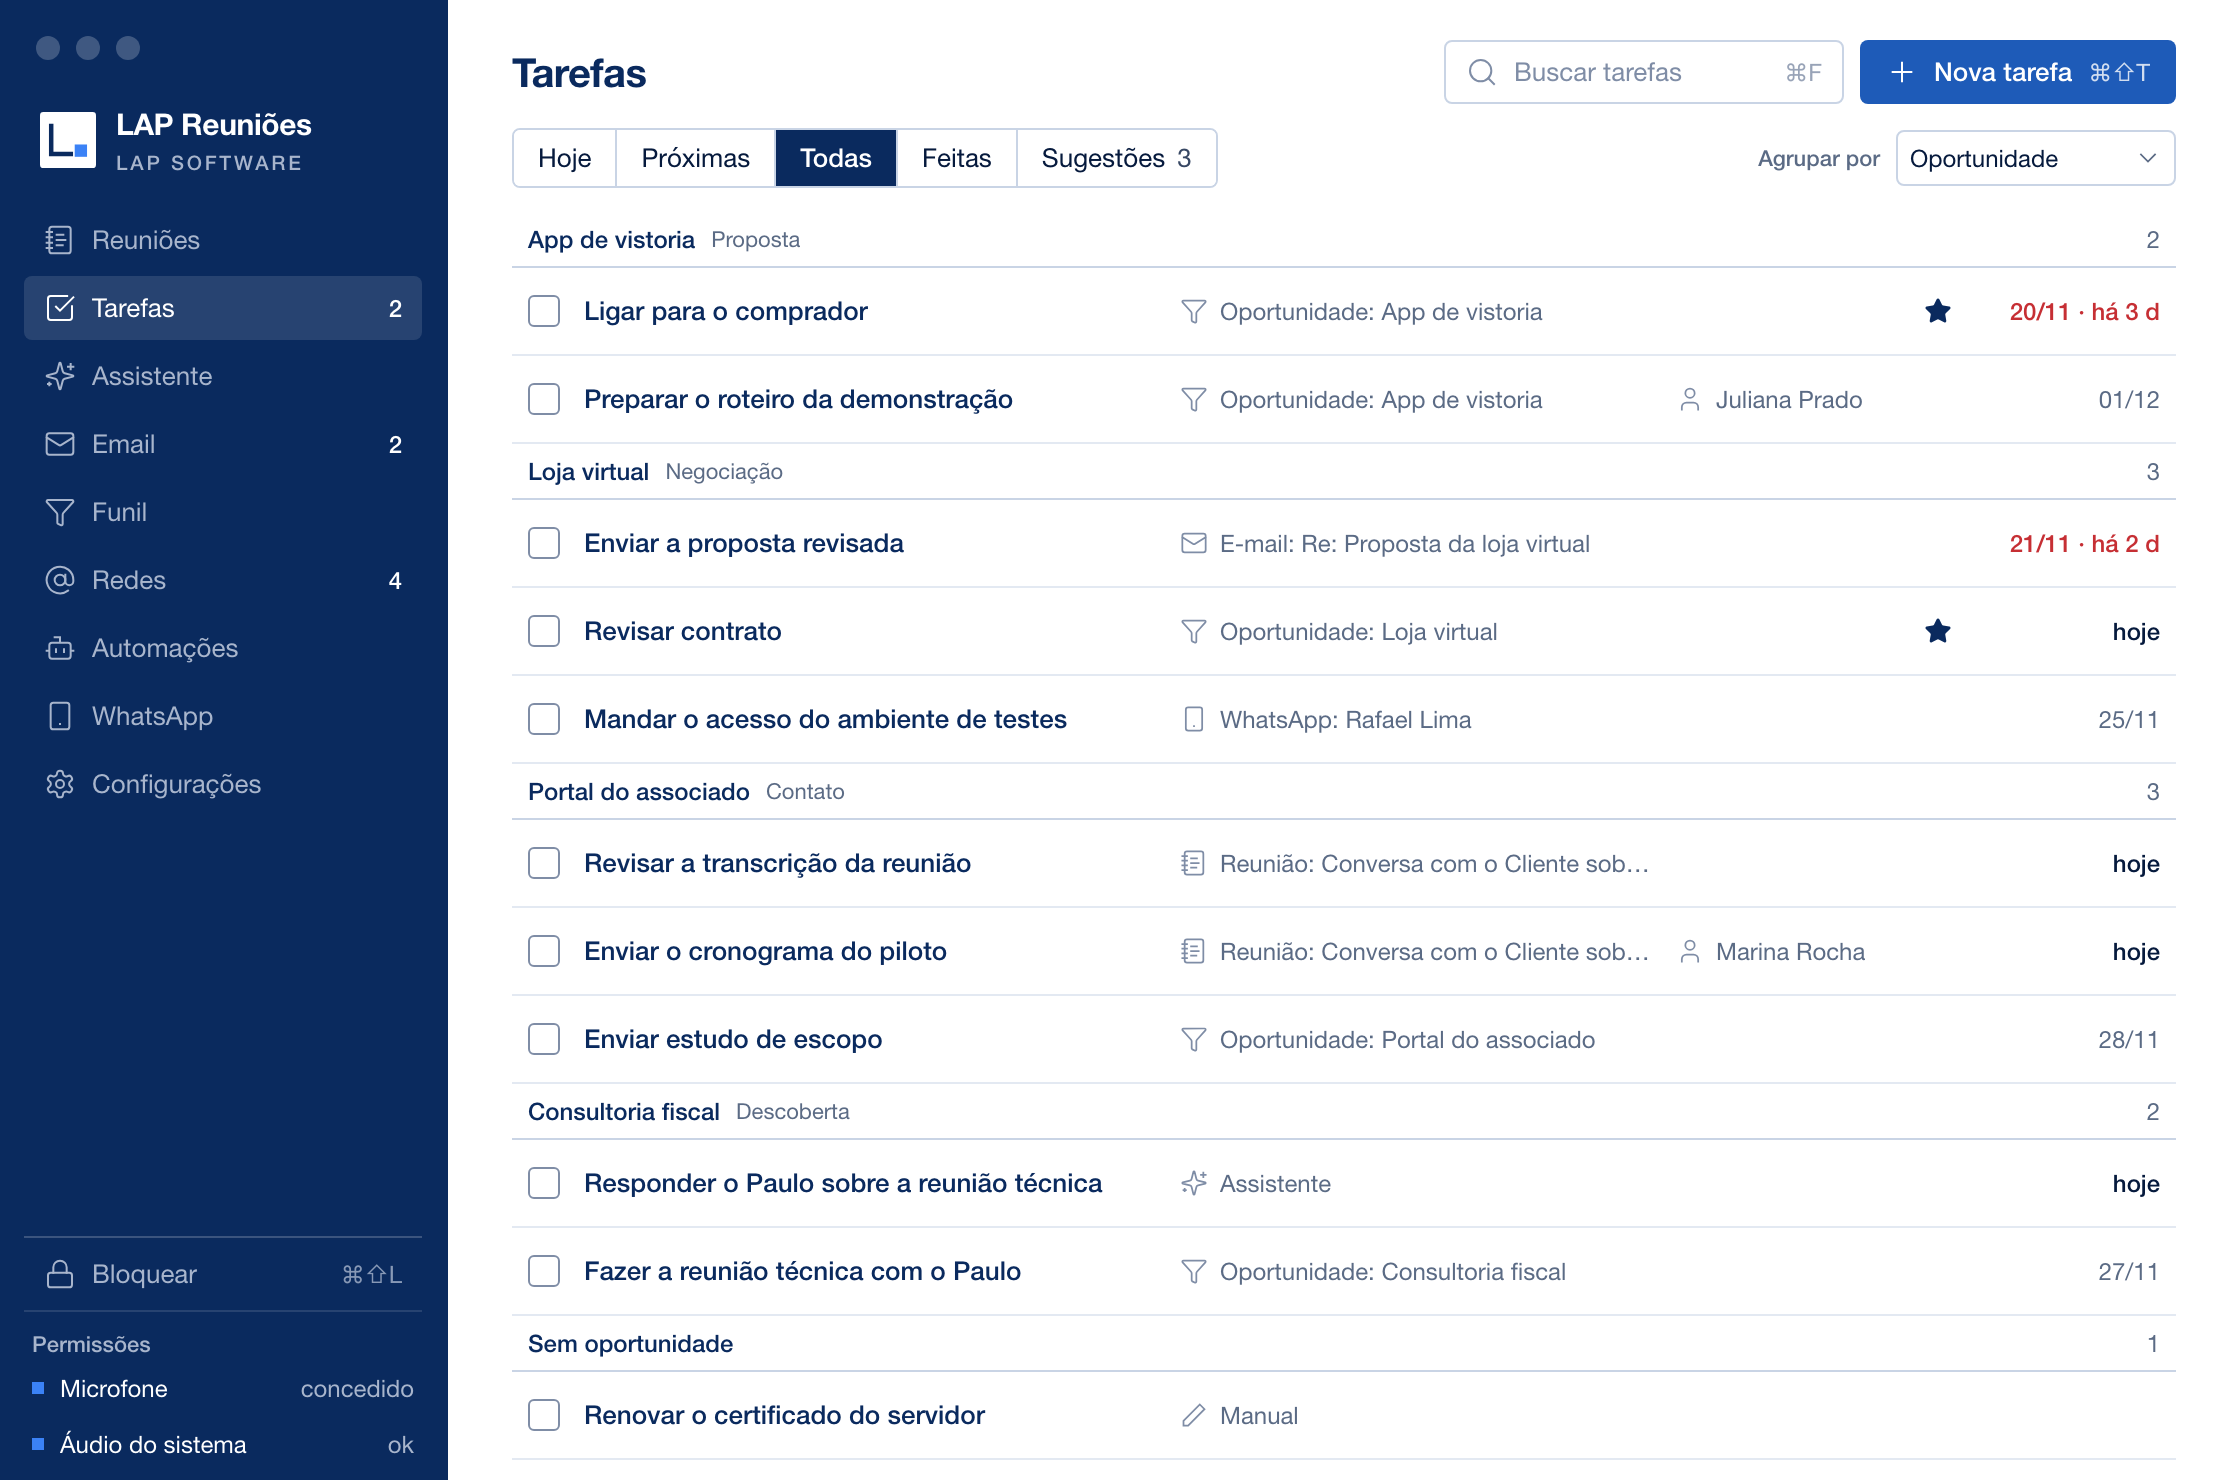 LAP Reuniões
LAP SOFTWARE
Reuniões
Tarefas 2
Assistente
Email 2
Funil
Redes 4
Automações
WhatsApp
Configurações
Bloquear ⌘⇧L
Permissões
Microfone concedido
Áudio do sistema ok
Tarefas
Buscar tarefas ⌘F
Nova tarefa ⌘⇧T
Hoje Próximas Todas Feitas Sugestões 3
Agrupar por Oportunidade
App de vistoria Proposta 2
Ligar para o comprador Oportunidade: App de vistoria 20/11 · há 3 d
Preparar o roteiro da demonstração Oportunidade: App de vistoria Juliana Prado 01/12
Loja virtual Negociação 3
Enviar a proposta revisada E-mail: Re: Proposta da loja virtual 21/11 · há 2 d
Revisar contrato Oportunidade: Loja virtual hoje
Mandar o acesso do ambiente de testes WhatsApp: Rafael Lima 25/11
Portal do associado Contato 3
Revisar a transcrição da reunião Reunião: Conversa com o Cliente sob… hoje
Enviar o cronograma do piloto Reunião: Conversa com o Cliente sob… Marina Rocha hoje
Enviar estudo de escopo Oportunidade: Portal do associado 28/11
Consultoria fiscal Descoberta 2
Responder o Paulo sobre a reunião técnica Assistente hoje
Fazer a reunião técnica com o Paulo Oportunidade: Consultoria fiscal 27/11
Sem oportunidade 1
Renovar o certificado do servidor Manual